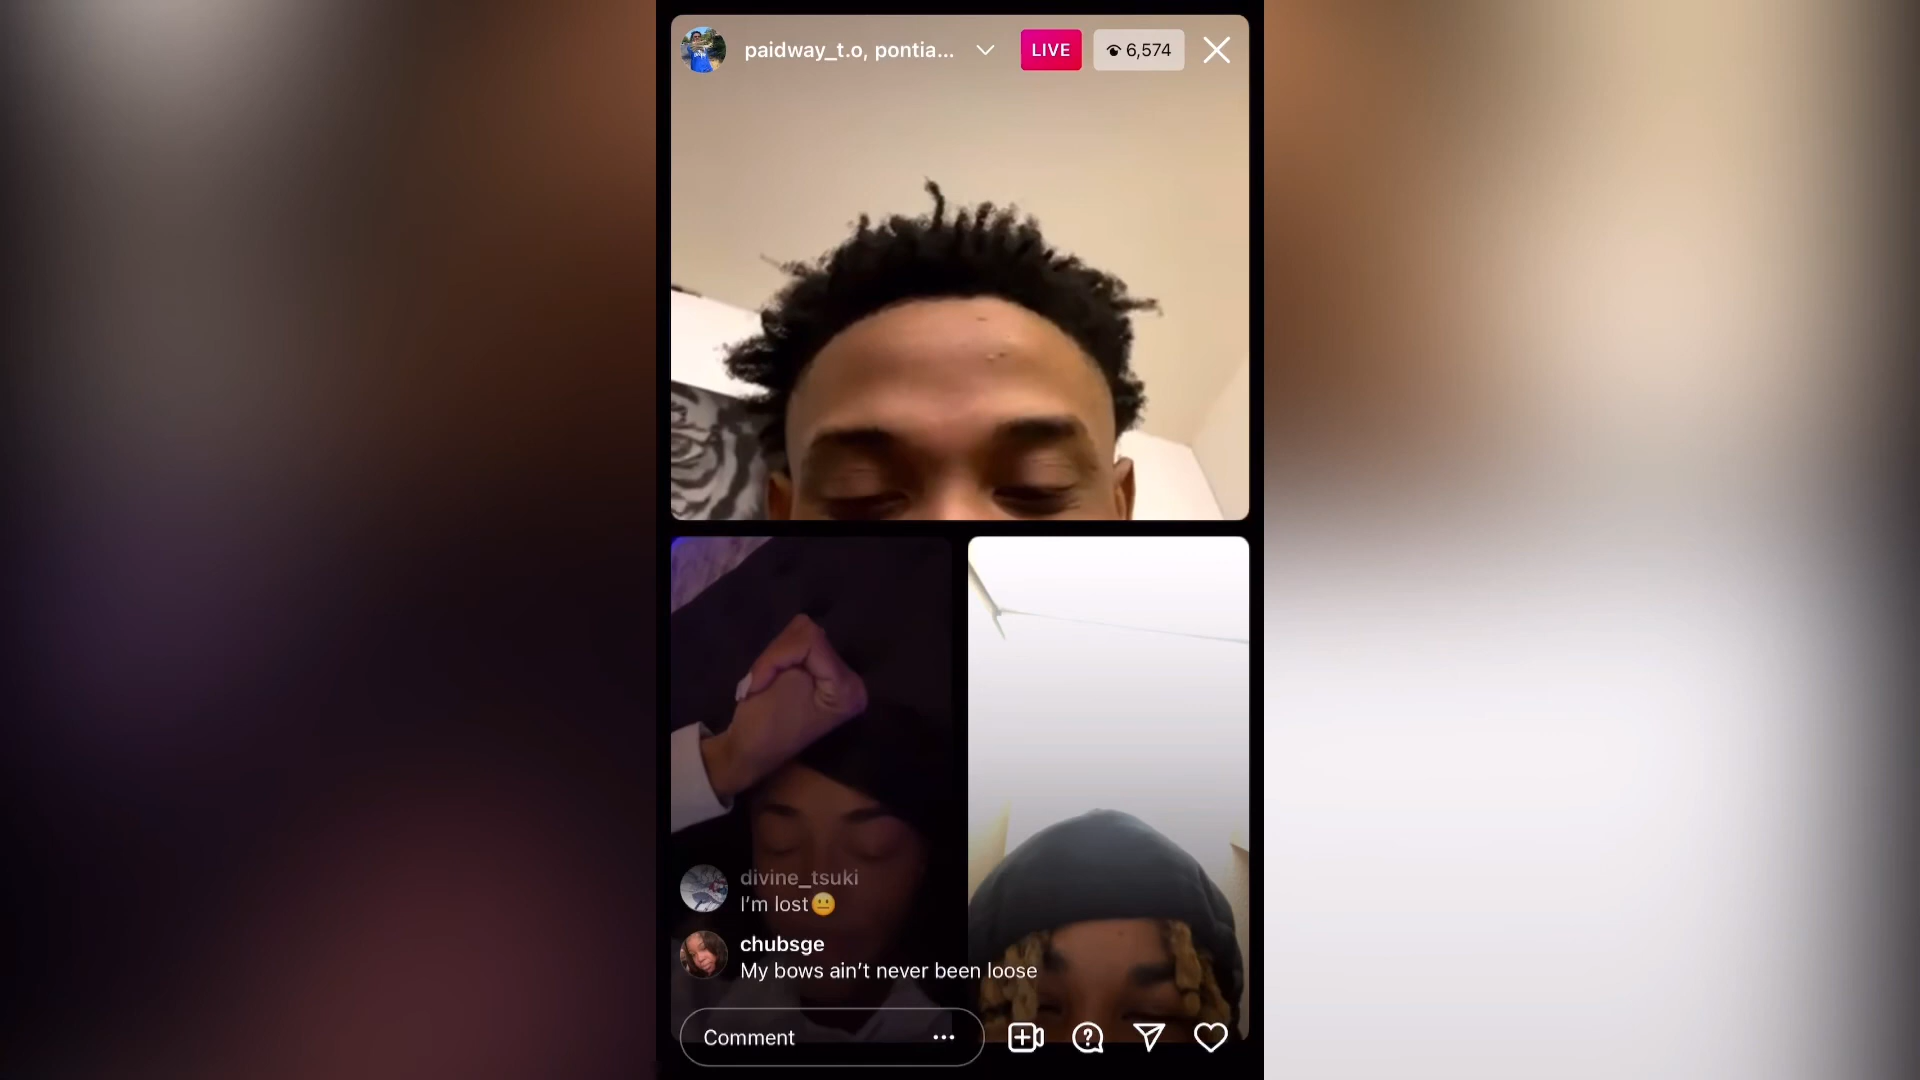 paidway_t.o, pontia...
LIVE
6,574
divine_tsuki
I'm lost😐
chubsge
My bows ain't never been loose
Comment